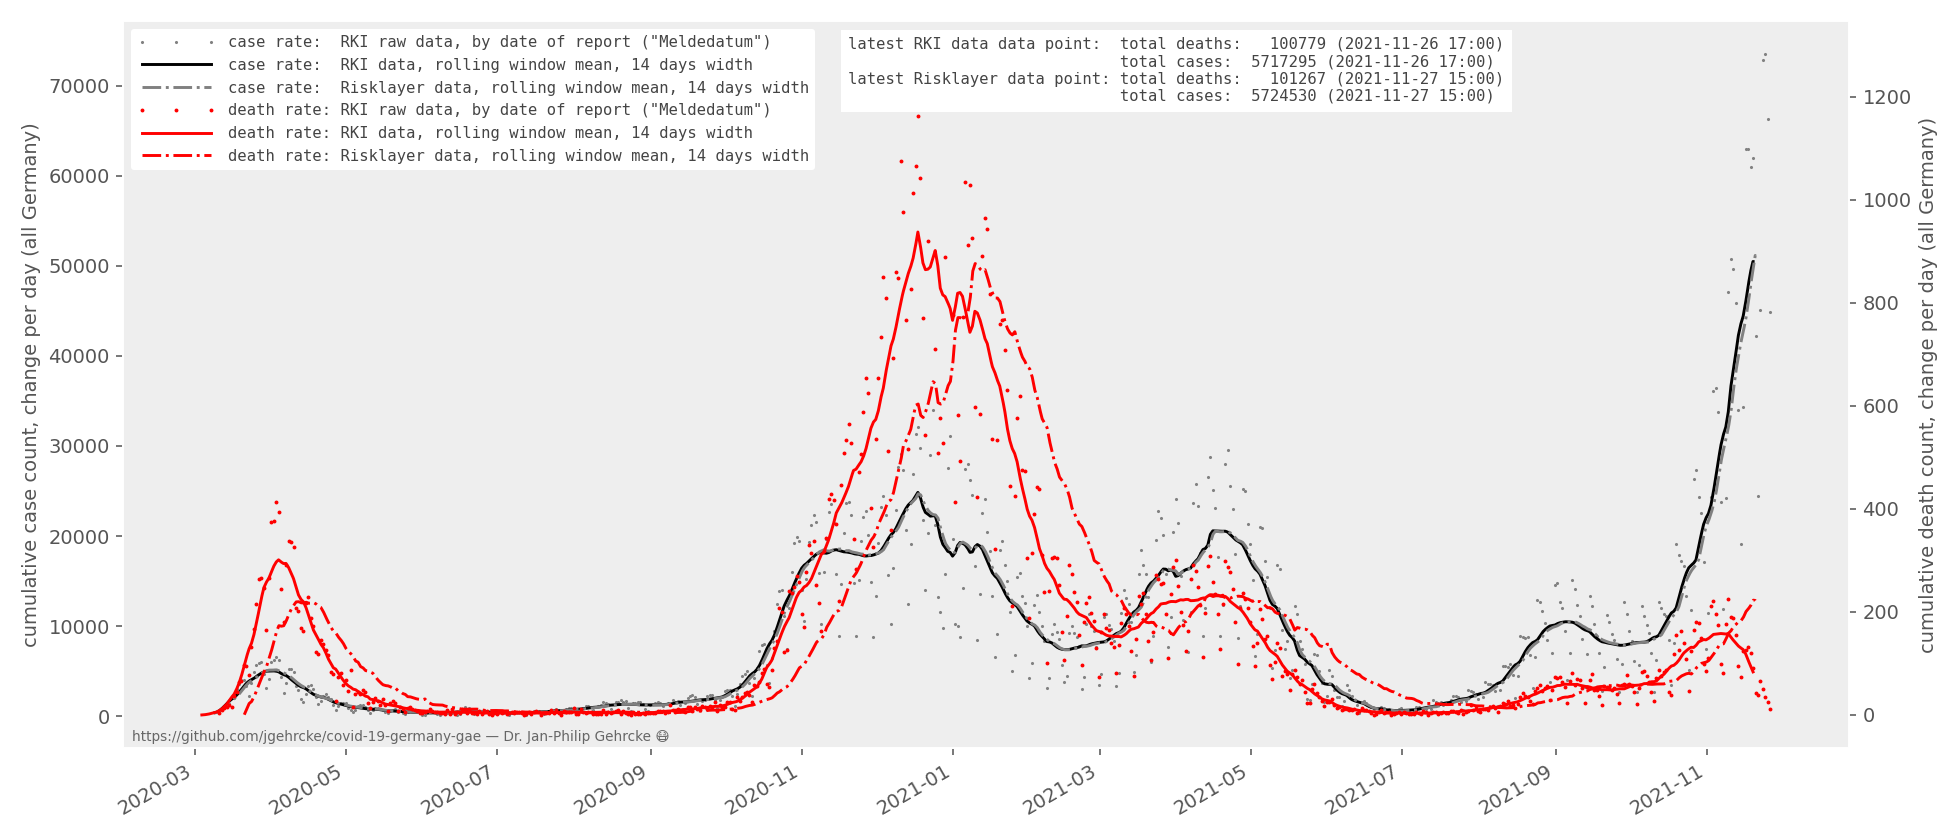 case rate:  RKI raw data, by date of report ("Meldedatum")
case rate:  RKI data, rolling window mean, 14 days width
case rate:  Risklayer data, rolling window mean, 14 days width
death rate: RKI raw data, by date of report ("Meldedatum")
death rate: RKI data, rolling window mean, 14 days width
death rate: Risklayer data, rolling window mean, 14 days width
latest RKI data data point:  total deaths:   100779 (2021-11-26 17:00)
total cases:  5717295 (2021-11-26 17:00)
latest Risklayer data point: total deaths:   101267 (2021-11-27 15:00)
total cases:  5724530 (2021-11-27 15:00)
cumulative case count, change per day (all Germany)
70000
60000
50000
40000
30000
20000
10000
0
1200
1000
800
600
400
200
0
cumulative death count, change per day (all Germany)
https://github.com/jgehrcke/covid-19-germany-gae — Dr. Jan-Philip Gehrcke 😷
2020-03
2020-05
2020-07
2020-09
2020-11
2021-01
2021-03
2021-05
2021-07
2021-09
2021-11